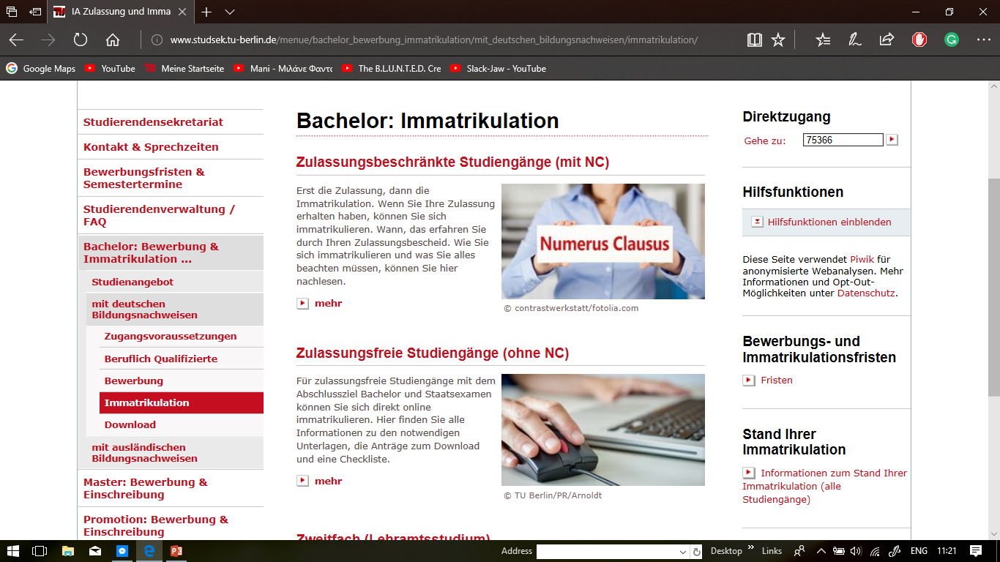 IA Zulassung und Imma
www.studsek.tu-berlin.de/menue/bachelor_bewerbung_immatrikulation/mit_deutschen_bildungsnachweisen/immatrikulation/
Google Maps
YouTube
Meine Startseite
Mani - Μιλάνε Φαντα
The B.L.U.N.T.E.D. Cre
Slack-Jaw - YouTube
Studierendensekretariat
Kontakt & Sprechzeiten
Bewerbungsfristen &
Semestertermine
Studierendenverwaltung /
FAQ
Bachelor: Bewerbung &
Immatrikulation ...
Studienangebot
mit deutschen
Bildungsnachweisen
Zugangsvoraussetzungen
Beruflich Qualifizierte
Bewerbung
Immatrikulation
Download
mit ausländischen
Bildungsnachweisen
Master: Bewerbung &
Einschreibung
Promotion: Bewerbung &
Einschreibung
Bachelor: Immatrikulation
Zulassungsbeschränkte Studiengänge (mit NC)
Erst die Zulassung, dann die
Immatrikulation. Wenn Sie Ihre Zulassung
erhalten haben, können Sie sich
immatrikulieren. Wann, das erfahren Sie
durch Ihren Zulassungsbescheid. Wie Sie
sich immatrikulieren und was Sie alles
beachten müssen, können Sie hier
nachlesen.
mehr
Numerus Clausus
© contrastwerkstatt/fotolia.com
Zulassungsfreie Studiengänge (ohne NC)
Für zulassungsfreie Studiengänge mit dem
Abschlussziel Bachelor und Staatsexamen
können Sie sich direkt online
immatrikulieren. Hier finden Sie alle
Informationen zu den notwendigen
Unterlagen, die Anträge zum Download
und eine Checkliste.
mehr
© TU Berlin/PR/Arnoldt
Zweitfach (Lehramtsstudium)
Direktzugang
Gehe zu: 75366
Hilfsfunktionen
Hilfsfunktionen einblenden
Diese Seite verwendet Piwik für
anonymisierte Webanalysen. Mehr
Informationen und Opt-Out-
Möglichkeiten unter Datenschutz.
Bewerbungs- und
Immatrikulationsfristen
Fristen
Stand Ihrer
Immatrikulation
Informationen zum Stand Ihrer
Immatrikulation (alle
Studiengänge)
Address
Desktop
Links
ENG
11:21